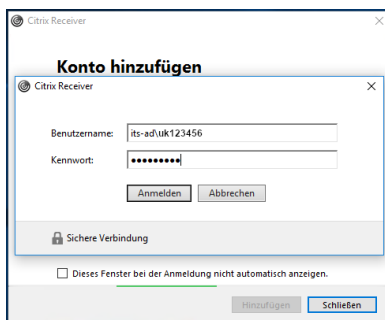 Citrix Receiver
Konto hinzufügen
Citrix Receiver
Benutzername: its-ad\uk123456
Kennwort: ●●●●●●●●●
Anmelden Abbrechen
Sichere Verbindung
Dieses Fenster bei der Anmeldung nicht automatisch anzeigen.
Hinzufügen Schließen